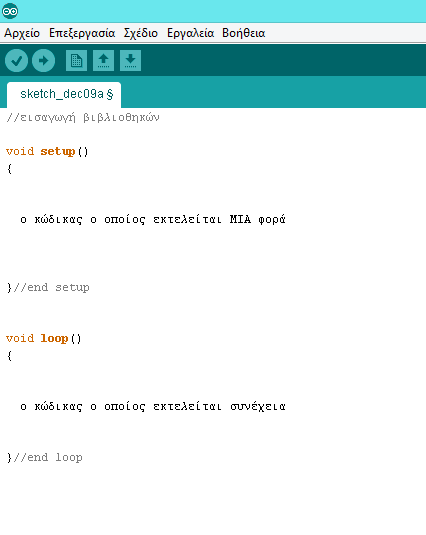 Αρχείο Επεξεργασία Σχέδιο Εργαλεία Βοήθεια
sketch_dec09a §
//εισαγωγή βιβλιοθηκών
void setup()
{
ο κώδικας ο οποίος εκτελείται ΜΙΑ φορά
}//end setup
void loop()
{
ο κώδικας ο οποίος εκτελείται συνέχεια
}//end loop